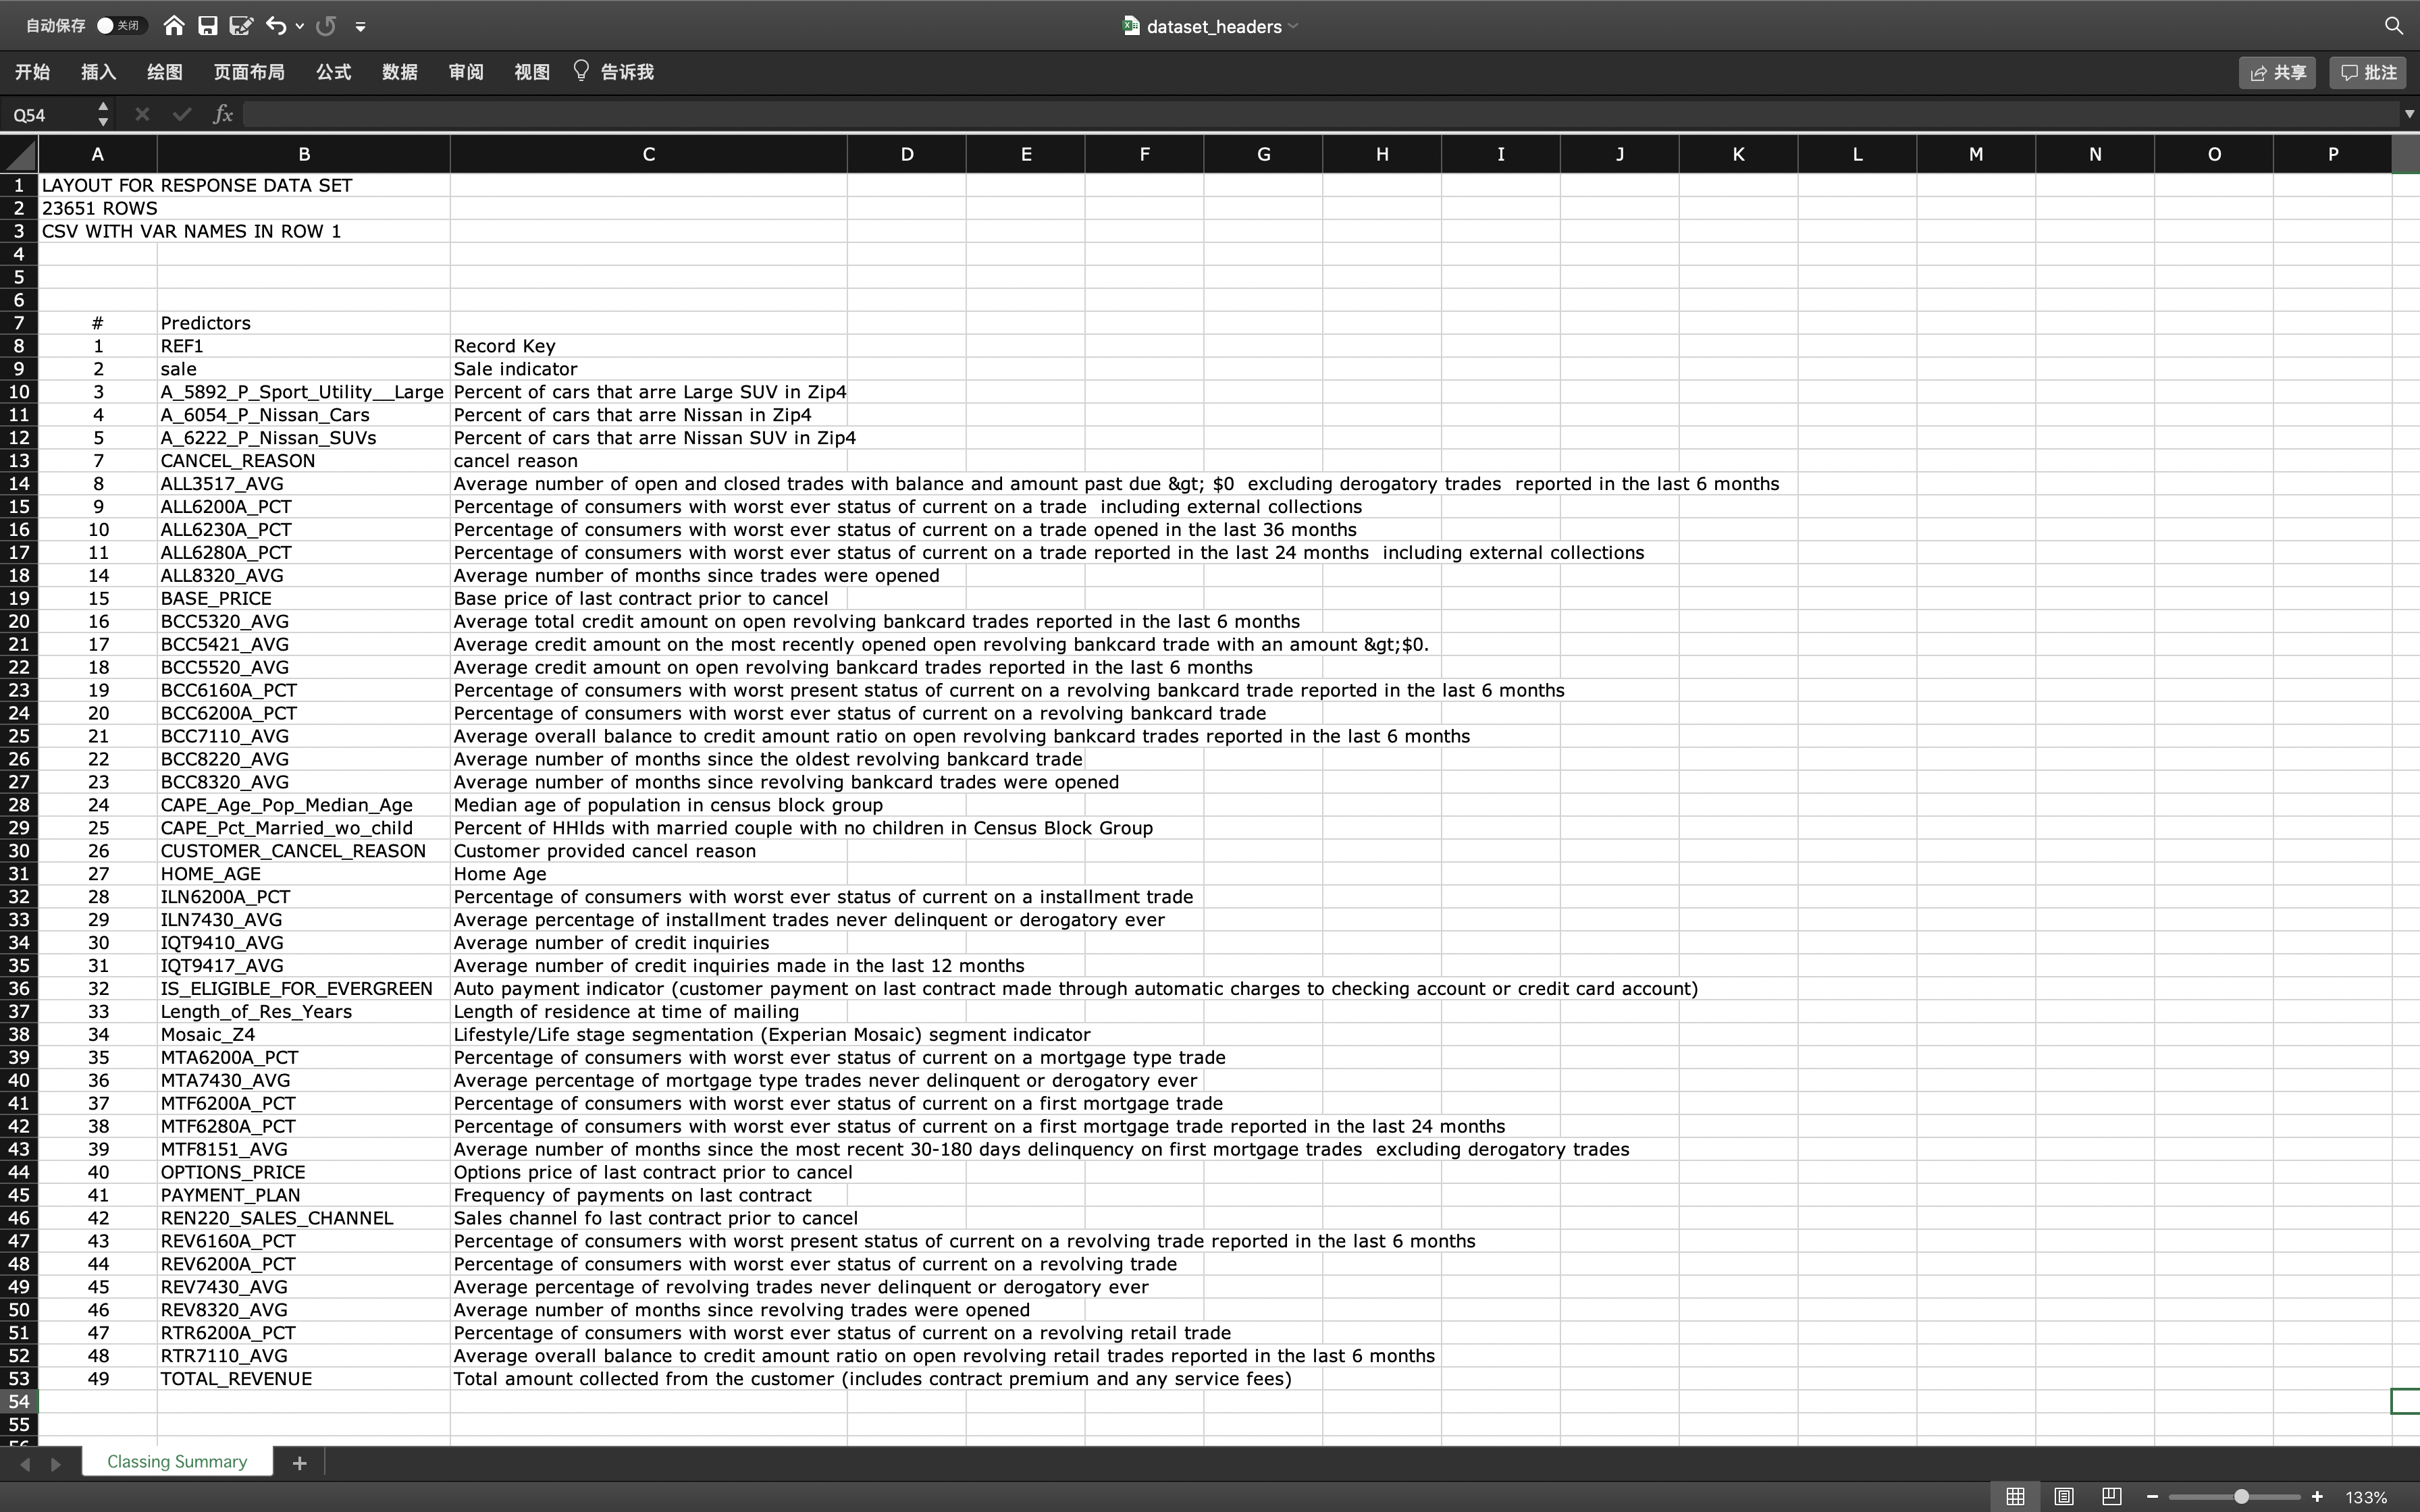 自动保存 关闭 dataset_headers
开始 插入 绘图 页面布局 公式 数据 审阅 视图 告诉我 共享 批注
Q54 fx
A B C D E F G H I J K L M N O P
1 LAYOUT FOR RESPONSE DATA SET
2 23651 ROWS
3 CSV WITH VAR NAMES IN ROW 1
4
5
6
7 # Predictors
8 1 REF1 Record Key
9 2 sale Sale indicator
10 3 A_5892_P_Sport_Utility__Large Percent of cars that arre Large SUV in Zip4
11 4 A_6054_P_Nissan_Cars Percent of cars that arre Nissan in Zip4
12 5 A_6222_P_Nissan_SUVs Percent of cars that arre Nissan SUV in Zip4
13 7 CANCEL_REASON cancel reason
14 8 ALL3517_AVG Average number of open and closed trades with balance and amount past due &gt; $0  excluding derogatory trades  reported in the last 6 months
15 9 ALL6200A_PCT Percentage of consumers with worst ever status of current on a trade  including external collections
16 10 ALL6230A_PCT Percentage of consumers with worst ever status of current on a trade opened in the last 36 months
17 11 ALL6280A_PCT Percentage of consumers with worst ever status of current on a trade reported in the last 24 months  including external collections
18 14 ALL8320_AVG Average number of months since trades were opened
19 15 BASE_PRICE Base price of last contract prior to cancel
20 16 BCC5320_AVG Average total credit amount on open revolving bankcard trades reported in the last 6 months
21 17 BCC5421_AVG Average credit amount on the most recently opened open revolving bankcard trade with an amount &gt;$0.
22 18 BCC5520_AVG Average credit amount on open revolving bankcard trades reported in the last 6 months
23 19 BCC6160A_PCT Percentage of consumers with worst present status of current on a revolving bankcard trade reported in the last 6 months
24 20 BCC6200A_PCT Percentage of consumers with worst ever status of current on a revolving bankcard trade
25 21 BCC7110_AVG Average overall balance to credit amount ratio on open revolving bankcard trades reported in the last 6 months
26 22 BCC8220_AVG Average number of months since the oldest revolving bankcard trade
27 23 BCC8320_AVG Average number of months since revolving bankcard trades were opened
28 24 CAPE_Age_Pop_Median_Age Median age of population in census block group
29 25 CAPE_Pct_Married_wo_child Percent of HHlds with married couple with no children in Census Block Group
30 26 CUSTOMER_CANCEL_REASON Customer provided cancel reason
31 27 HOME_AGE Home Age
32 28 ILN6200A_PCT Percentage of consumers with worst ever status of current on a installment trade
33 29 ILN7430_AVG Average percentage of installment trades never delinquent or derogatory ever
34 30 IQT9410_AVG Average number of credit inquiries
35 31 IQT9417_AVG Average number of credit inquiries made in the last 12 months
36 32 IS_ELIGIBLE_FOR_EVERGREEN Auto payment indicator (customer payment on last contract made through automatic charges to checking account or credit card account)
37 33 Length_of_Res_Years Length of residence at time of mailing
38 34 Mosaic_Z4 Lifestyle/Life stage segmentation (Experian Mosaic) segment indicator
39 35 MTA6200A_PCT Percentage of consumers with worst ever status of current on a mortgage type trade
40 36 MTA7430_AVG Average percentage of mortgage type trades never delinquent or derogatory ever
41 37 MTF6200A_PCT Percentage of consumers with worst ever status of current on a first mortgage trade
42 38 MTF6280A_PCT Percentage of consumers with worst ever status of current on a first mortgage trade reported in the last 24 months
43 39 MTF8151_AVG Average number of months since the most recent 30-180 days delinquency on first mortgage trades  excluding derogatory trades
44 40 OPTIONS_PRICE Options price of last contract prior to cancel
45 41 PAYMENT_PLAN Frequency of payments on last contract
46 42 REN220_SALES_CHANNEL Sales channel fo last contract prior to cancel
47 43 REV6160A_PCT Percentage of consumers with worst present status of current on a revolving trade reported in the last 6 months
48 44 REV6200A_PCT Percentage of consumers with worst ever status of current on a revolving trade
49 45 REV7430_AVG Average percentage of revolving trades never delinquent or derogatory ever
50 46 REV8320_AVG Average number of months since revolving trades were opened
51 47 RTR6200A_PCT Percentage of consumers with worst ever status of current on a revolving retail trade
52 48 RTR7110_AVG Average overall balance to credit amount ratio on open revolving retail trades reported in the last 6 months
53 49 TOTAL_REVENUE Total amount collected from the customer (includes contract premium and any service fees)
54
55
Classing Summary
133%